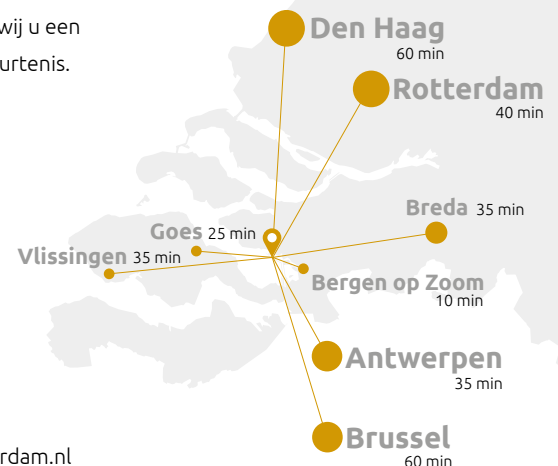 wij u een
urtenis.
Den Haag
60 min
Rotterdam
40 min
Breda 35 min
Goes 25 min
Vlissingen 35 min
Bergen op Zoom
10 min
Antwerpen
35 min
Brussel
60 min
rdam.nl